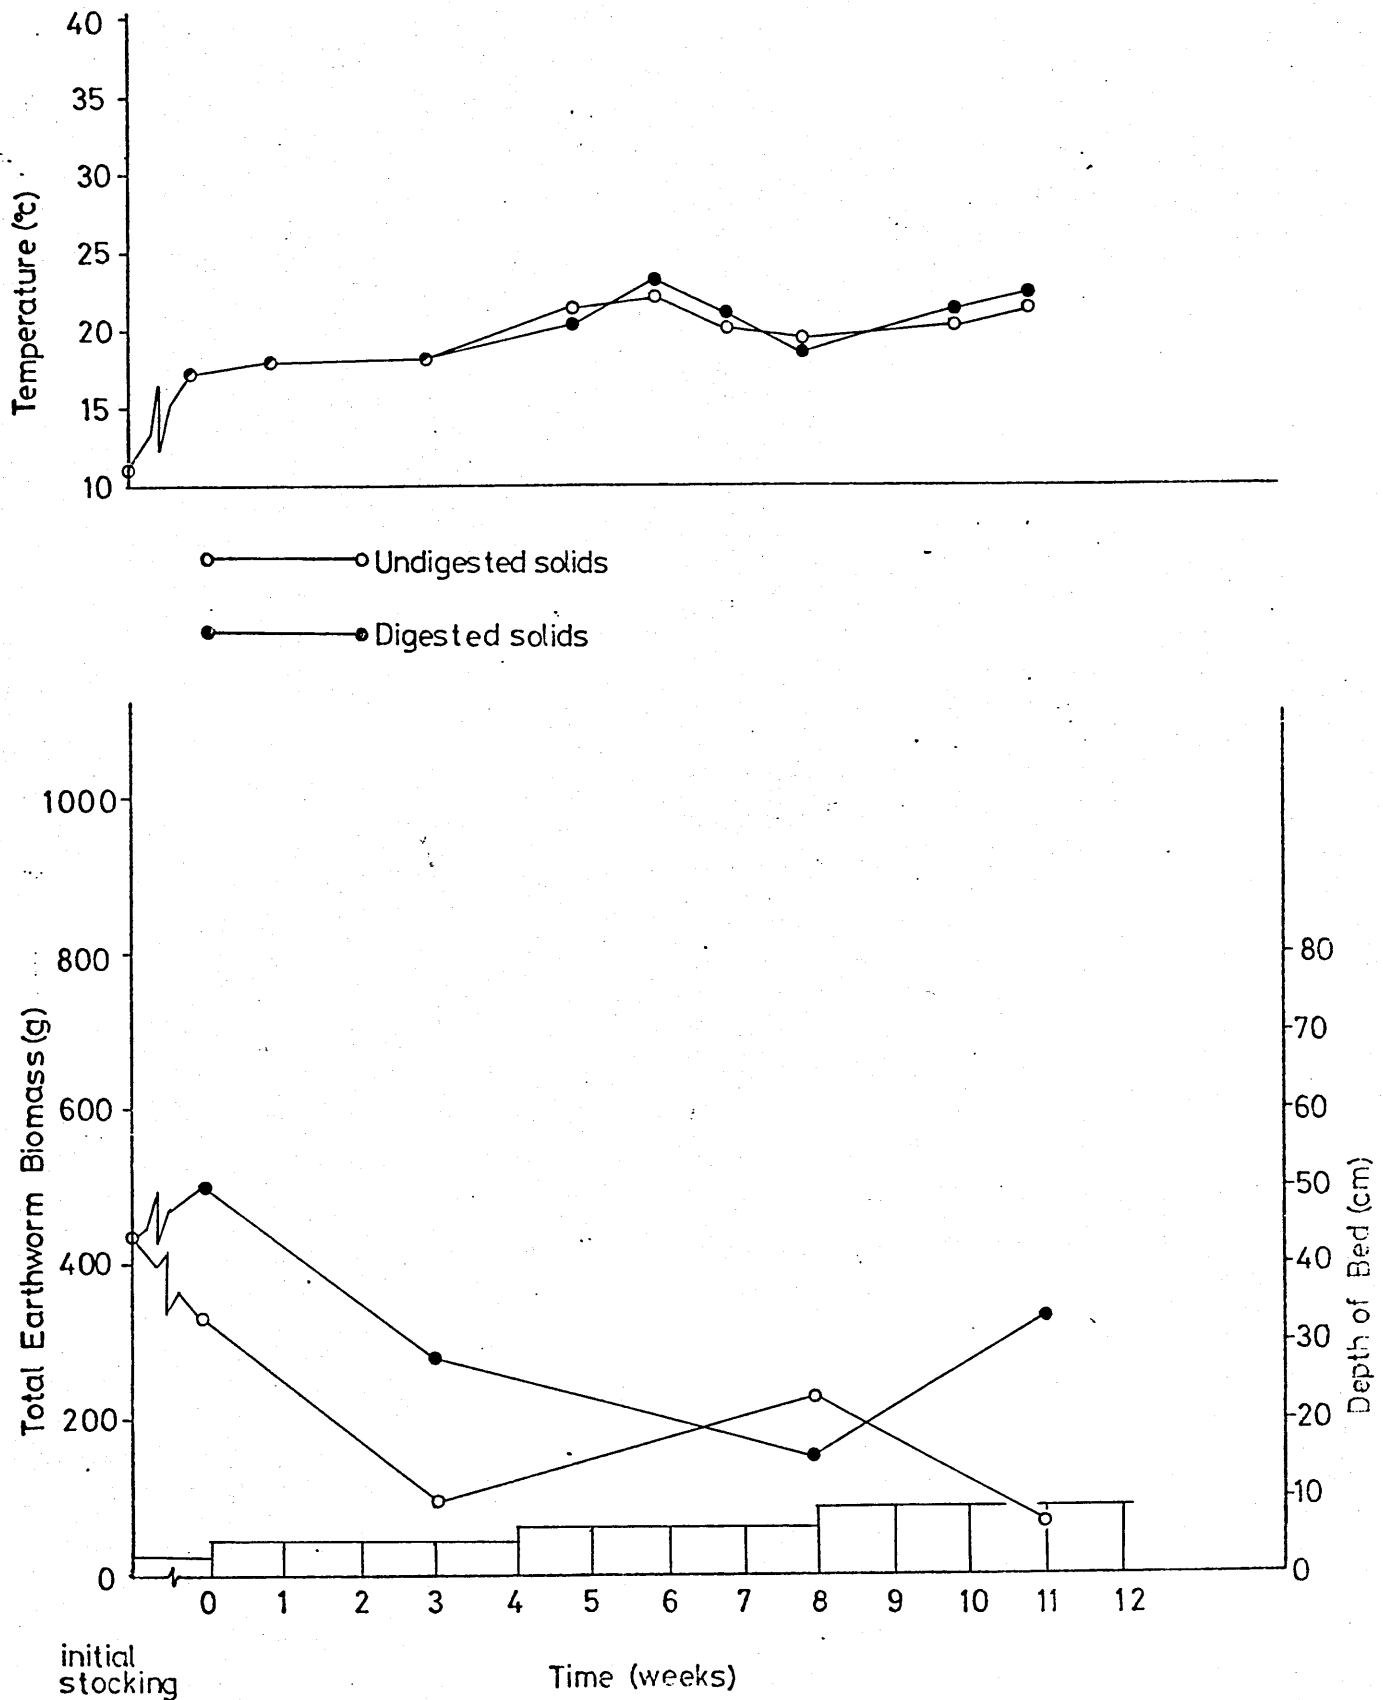 40
35
30
25
20
15
10
Temperature (°c)
Undigested solids
Digested solids
1000
800
600
400
200
0
Total Earthworm Biomass (g)
80
70
60
50
40
30
20
10
0
Depth of Bed (cm)
0 1 2 3 4 5 6 7 8 9 10 11 12
initial
stocking
Time (weeks)